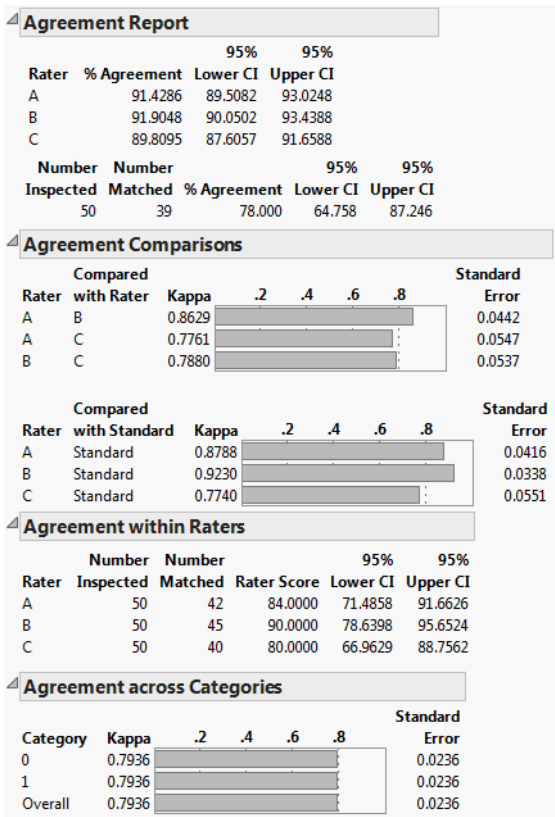 Agreement Report
95% 95%
Rater % Agreement Lower CI Upper CI
A 91.4286 89.5082 93.0248
B 91.9048 90.0502 93.4388
C 89.8095 87.6057 91.6588
Number Number 95% 95%
Inspected Matched % Agreement Lower CI Upper CI
50 39 78.000 64.758 87.246
Agreement Comparisons
Compared Standard
Rater with Rater Kappa .2 .4 .6 .8 Error
A B 0.8629 0.0442
A C 0.7761 0.0547
B C 0.7880 0.0537
Compared Standard
Rater with Standard Kappa .2 .4 .6 .8 Error
A Standard 0.8788 0.0416
B Standard 0.9230 0.0338
C Standard 0.7740 0.0551
Agreement within Raters
Number Number 95% 95%
Rater Inspected Matched Rater Score Lower CI Upper CI
A 50 42 84.0000 71.4858 91.6626
B 50 45 90.0000 78.6398 95.6524
C 50 40 80.0000 66.9629 88.7562
Agreement across Categories
Standard
Category Kappa .2 .4 .6 .8 Error
0 0.7936 0.0236
1 0.7936 0.0236
Overall 0.7936 0.0236